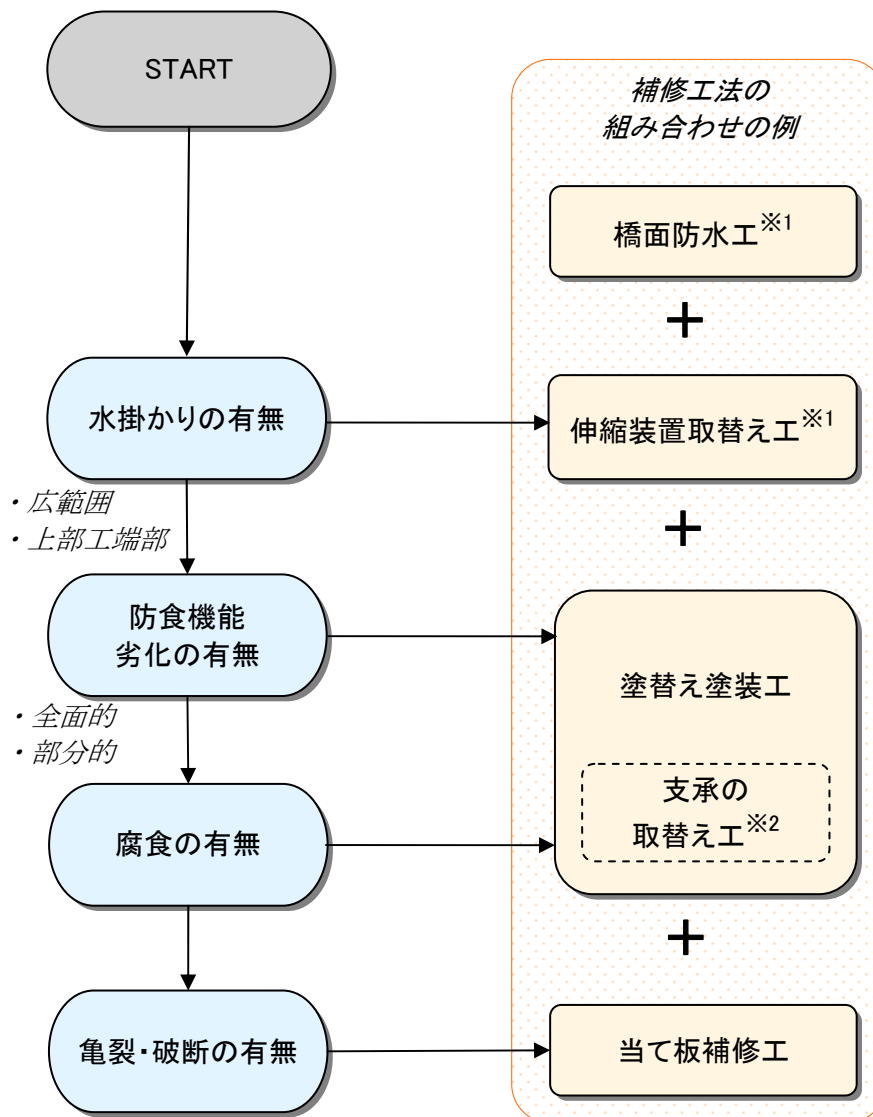 START
補修工法の
組み合わせの例
橋面防水工※1
+
水掛かりの有無
伸縮装置取替え工※1
・広範囲
・上部工端部
+
防食機能
劣化の有無
塗替え塗装工
・全面的
・部分的
支承の
取替え工※2
腐食の有無
+
亀裂・破断の有無
当て板補修工